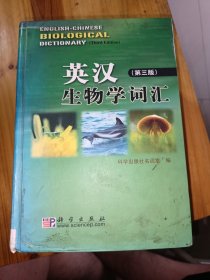 ENGLISH-CHINESE
BIOLOGICAL
DICTIONARY (Third Edition)
英汉(第三版)
生物学词汇
科学出版社名词室 编
科学出版社
www.sciencep.com